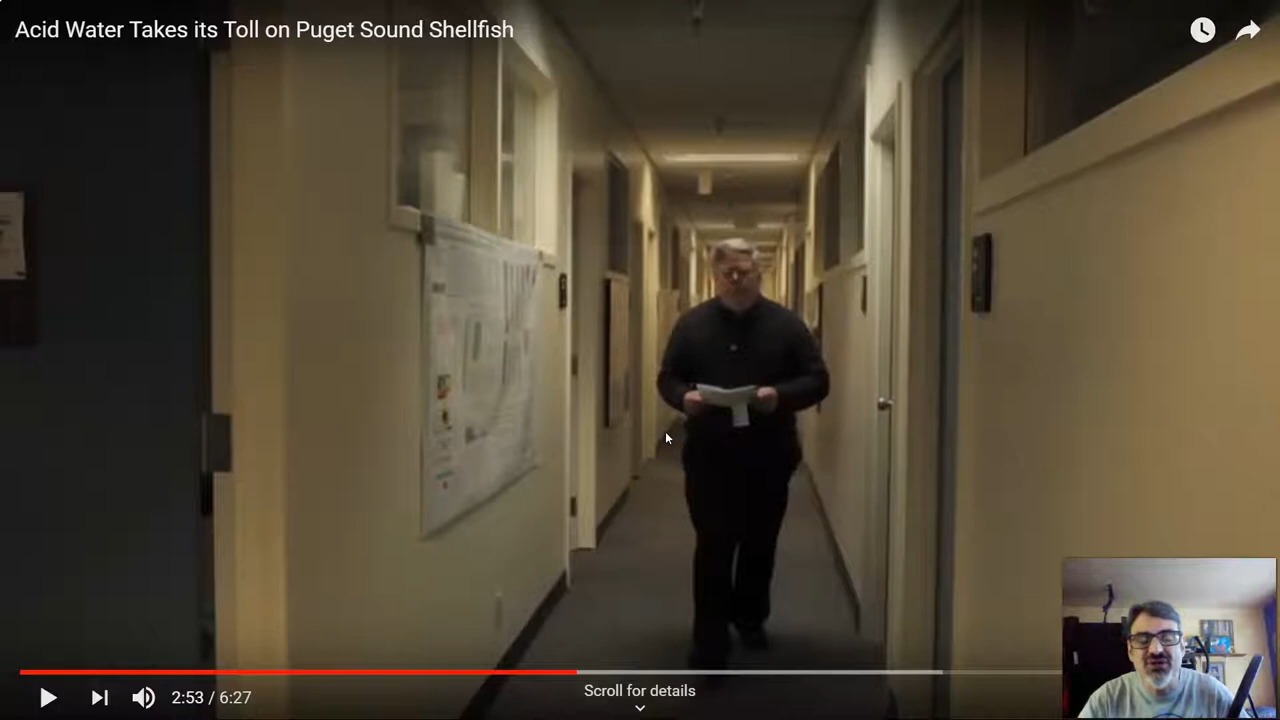 Acid Water Takes its Toll on Puget Sound Shellfish
2:53 / 6:27
Scroll for details